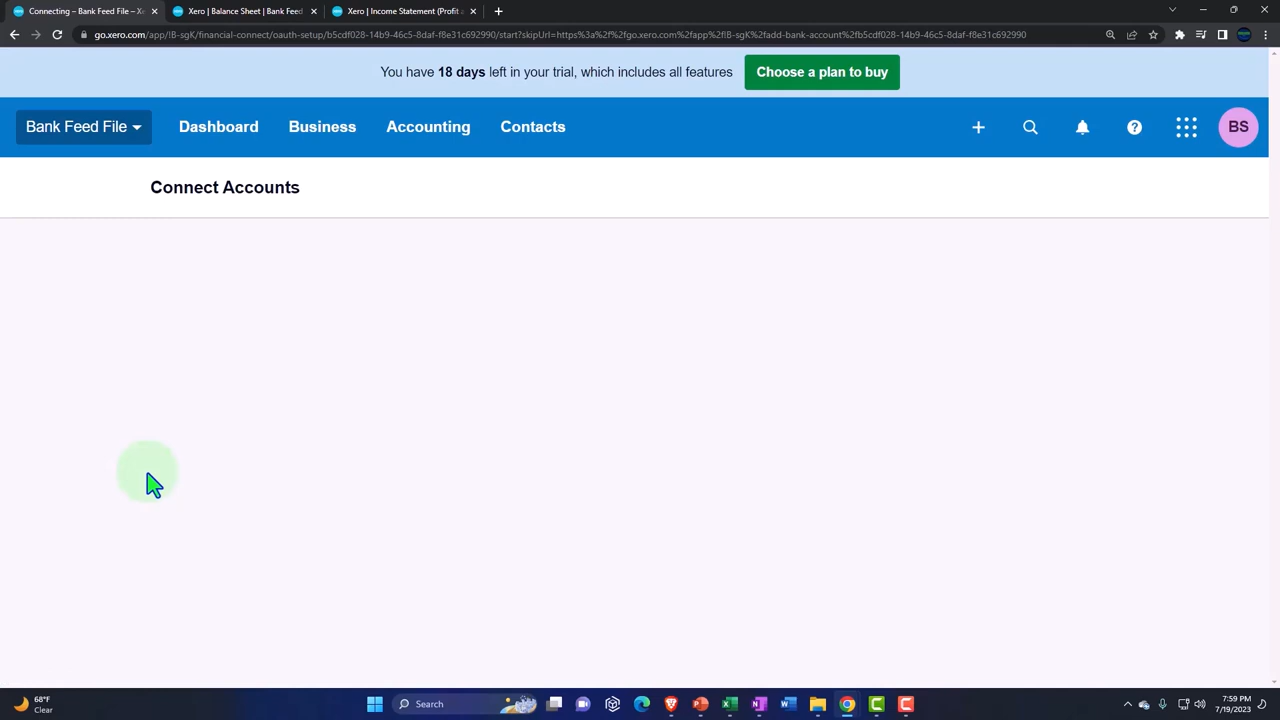 Connecting – Bank Feed File – Xe
Xero | Balance Sheet | Bank Feed
Xero | Income Statement (Profit a
go.xero.com/app/!B-sgK/financial-connect/oauth-setup/b5cdf028-14b9-46c5-8daf-f8e31c692990/start?skipUrl=https%3a%2f%2fgo.xero.com%2fapp%2f!B-sgK%2fadd-bank-account%2fb5cdf028-14b9-46c5-8daf-f8e31c692990
You have 18 days left in your trial, which includes all features
Choose a plan to buy
Bank Feed File
Dashboard
Business
Accounting
Contacts
BS
Connect Accounts
68°F
Clear
Search
7:59 PM
7/19/2023